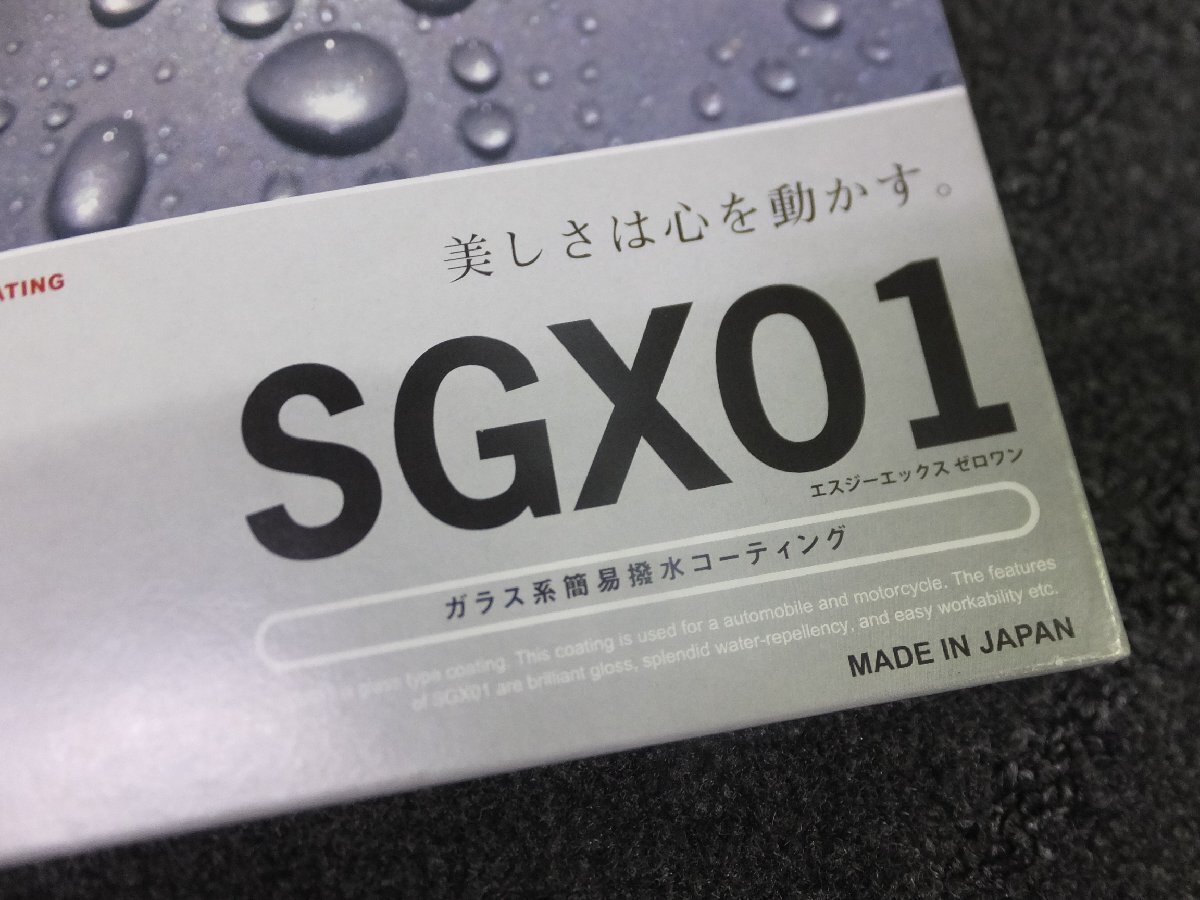 ATING
美しさは心を動かす。
SGX01
エスジーエックス ゼロワン
ガラス系簡易撥水コーティング
glass type coating. This coating is used for a automobile and motorcycle. The features
of SGX01 are brilliant gloss, splendid water-repellency, and easy workability etc.
MADE IN JAPAN